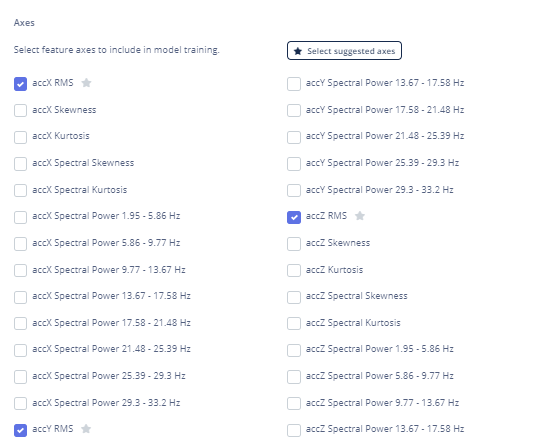 Axes
Select feature axes to include in model training.
Select suggested axes
accX RMS
accX Skewness
accX Kurtosis
accX Spectral Skewness
accX Spectral Kurtosis
accX Spectral Power 1.95 - 5.86 Hz
accX Spectral Power 5.86 - 9.77 Hz
accX Spectral Power 9.77 - 13.67 Hz
accX Spectral Power 13.67 - 17.58 Hz
accX Spectral Power 17.58 - 21.48 Hz
accX Spectral Power 21.48 - 25.39 Hz
accX Spectral Power 25.39 - 29.3 Hz
accX Spectral Power 29.3 - 33.2 Hz
accY RMS
accY Spectral Power 13.67 - 17.58 Hz
accY Spectral Power 17.58 - 21.48 Hz
accY Spectral Power 21.48 - 25.39 Hz
accY Spectral Power 25.39 - 29.3 Hz
accY Spectral Power 29.3 - 33.2 Hz
accZ RMS
accZ Skewness
accZ Kurtosis
accZ Spectral Skewness
accZ Spectral Kurtosis
accZ Spectral Power 1.95 - 5.86 Hz
accZ Spectral Power 5.86 - 9.77 Hz
accZ Spectral Power 9.77 - 13.67 Hz
accZ Spectral Power 13.67 - 17.58 Hz